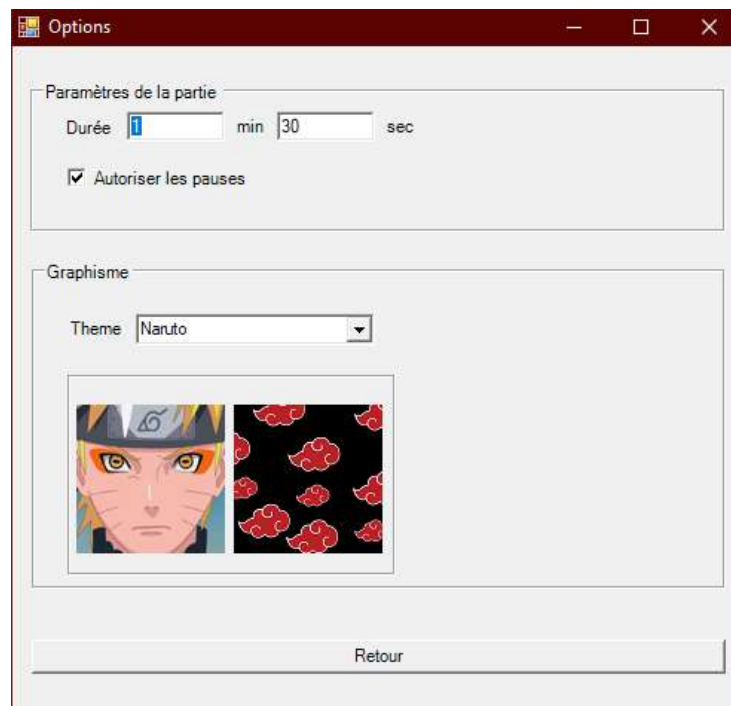 Options
Paramètres de la partie
Durée 1 min 30 sec
Autoriser les pauses
Graphisme
Theme Naruto
Retour